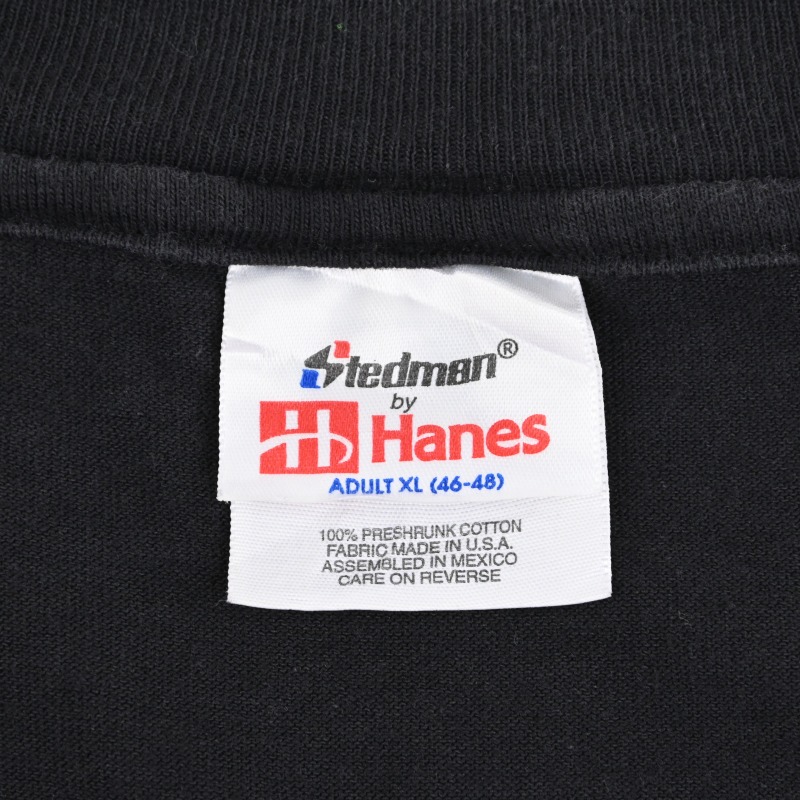 Stedman®
by
Hanes
ADULT XL (46-48)
100% PRESHRUNK COTTON
FABRIC MADE IN U.S.A.
ASSEMBLED IN MEXICO
CARE ON REVERSE